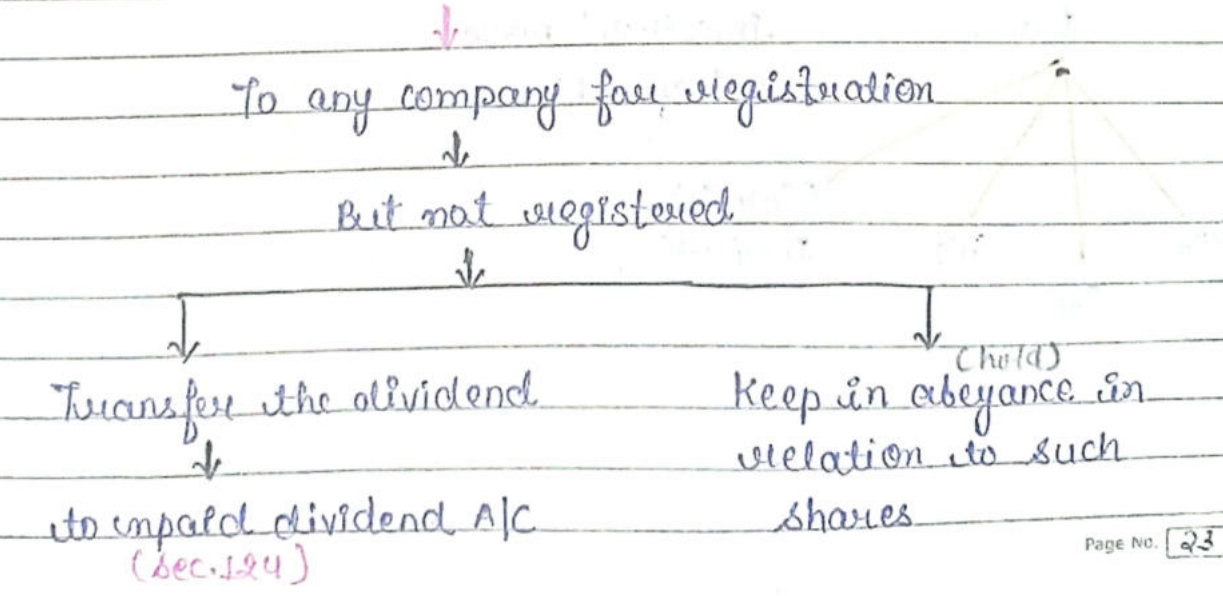 To any company for registration
But not registered
Transfer the dividend
to unpaid dividend A/C
(Sec.124)
(hold)
Keep in abeyance in
relation to such
shares
Page No. 23